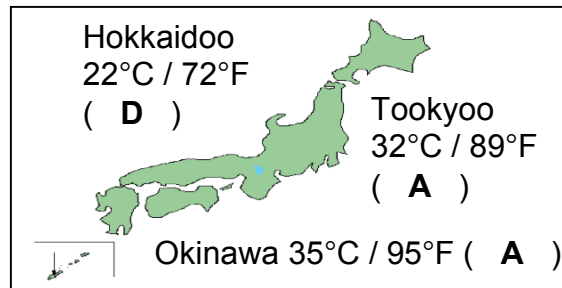 Hokkaidoo
22°C / 72°F
( D )
Tookyoo
32°C / 89°F
( A )
Okinawa 35°C / 95°F ( A )